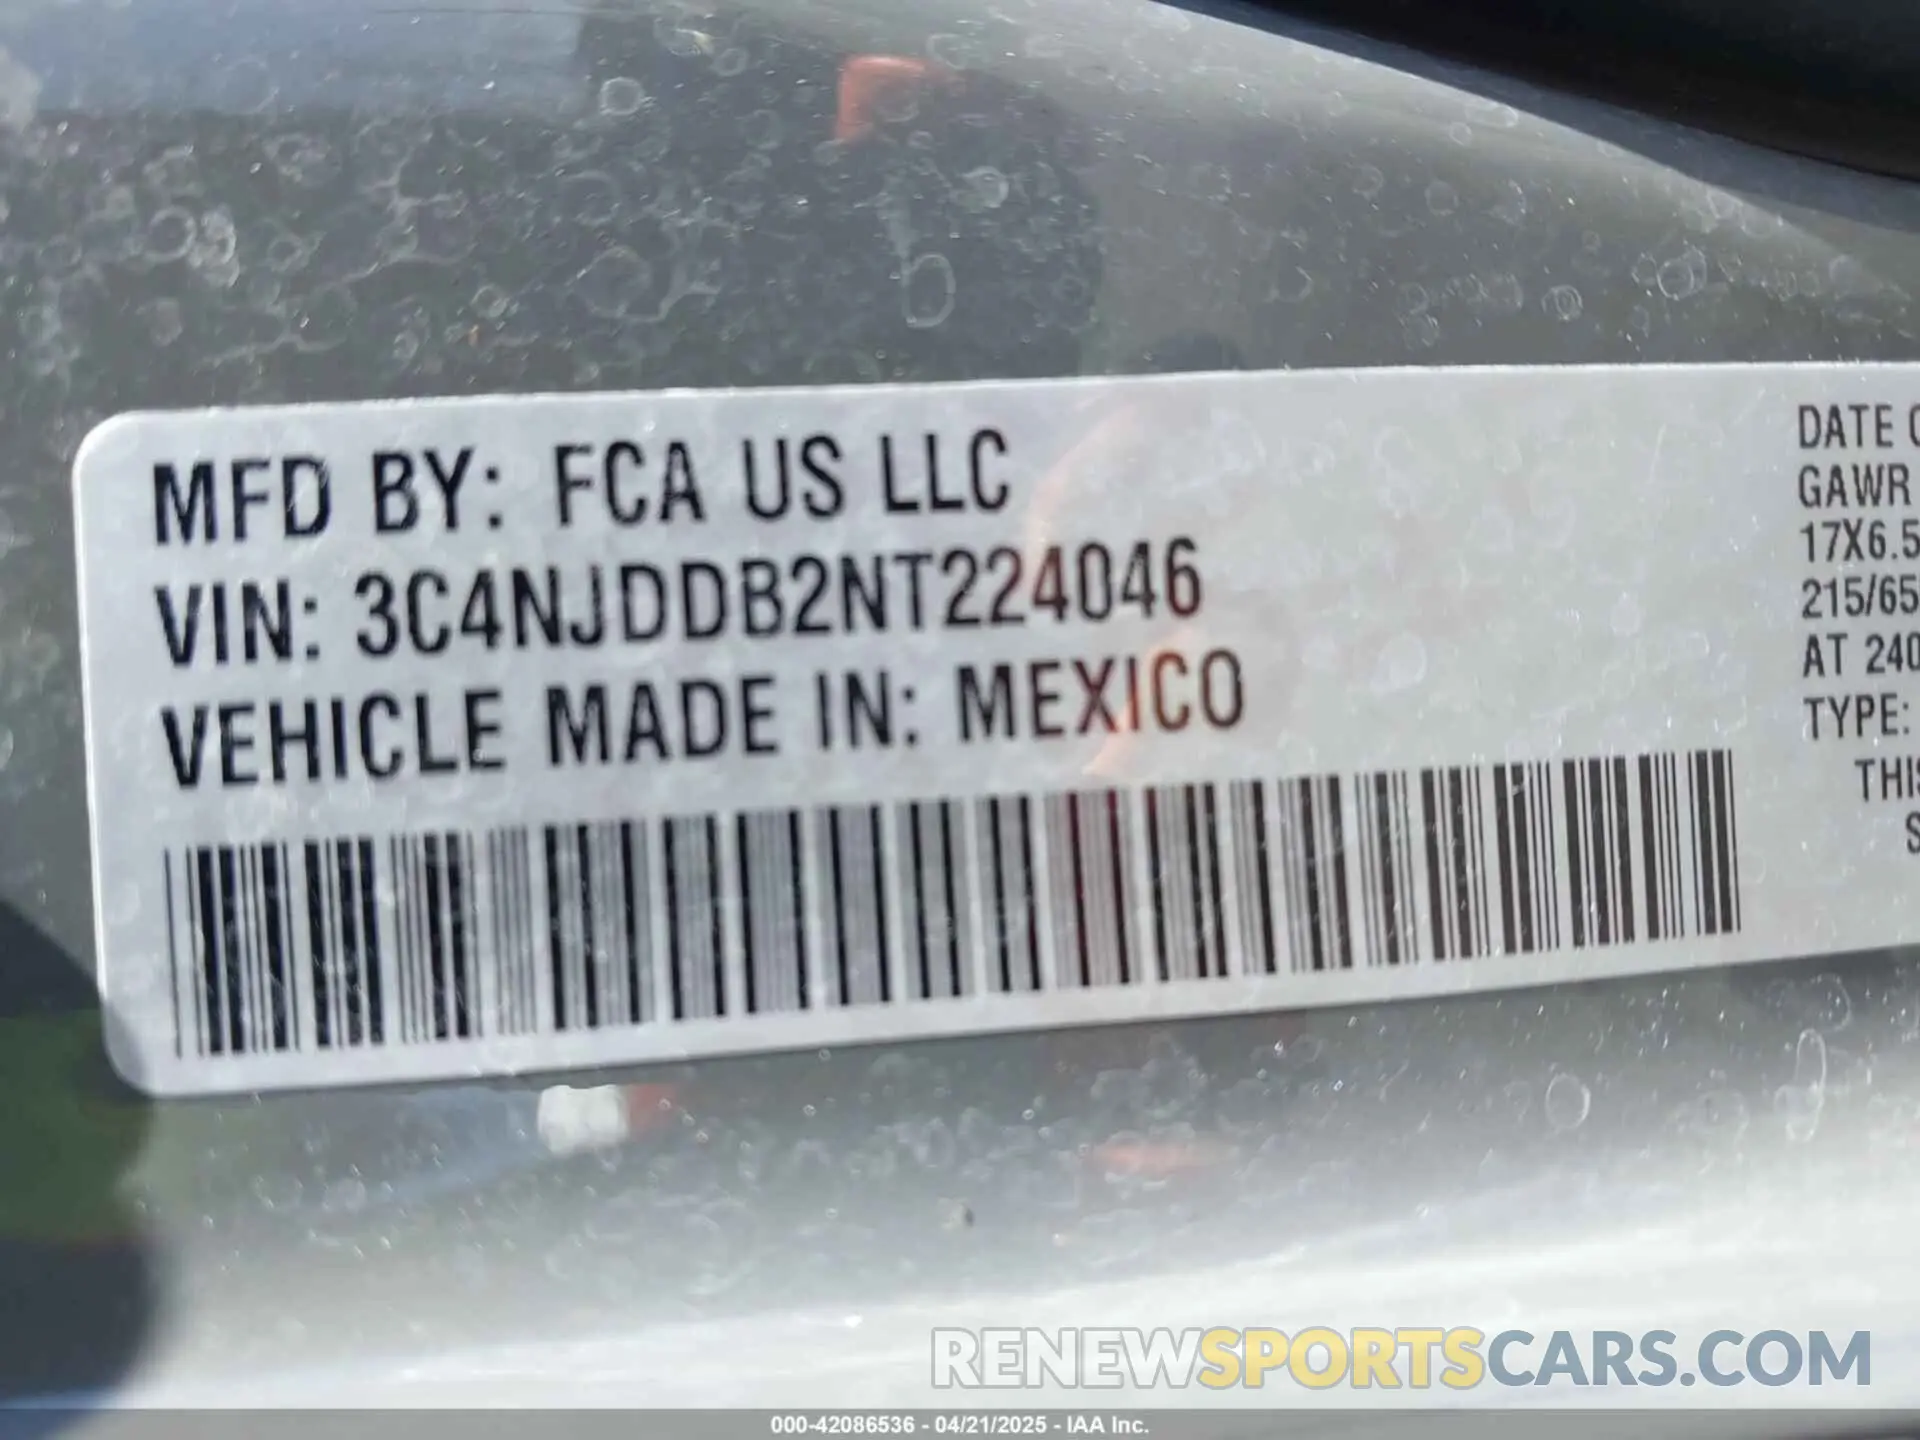 MFD BY: FCA US LLC
VIN: 3C4NJDDB2NT224046
VEHICLE MADE IN: MEXICO
DATE
GAWR
17X6.5
215/65
AT 240
TYPE:
THIS
RENEWSPORTSCARS.COM
000-42086536 - 04/21/2025 - IAA Inc.